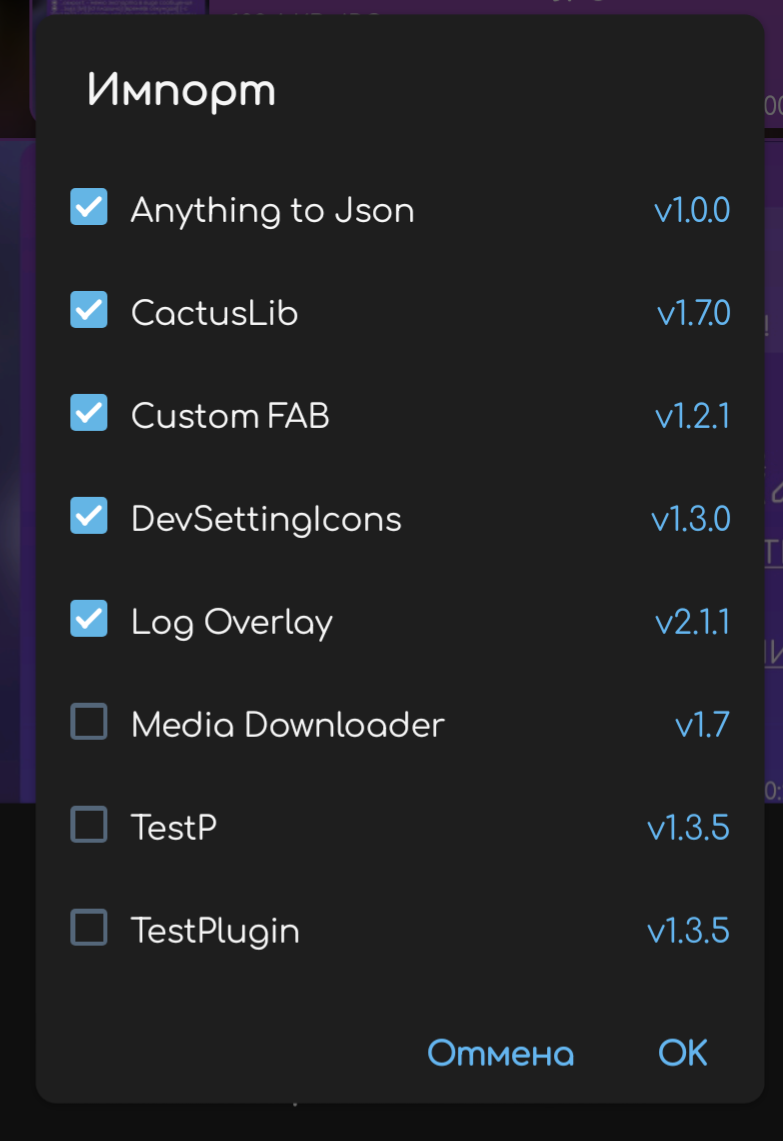 Импорт
Anything to Json v1.0.0
CactusLib v1.7.0
Custom FAB v1.2.1
DevSettingIcons v1.3.0
Log Overlay v2.1.1
Media Downloader v1.7
TestP v1.3.5
TestPlugin v1.3.5
Отмена OK